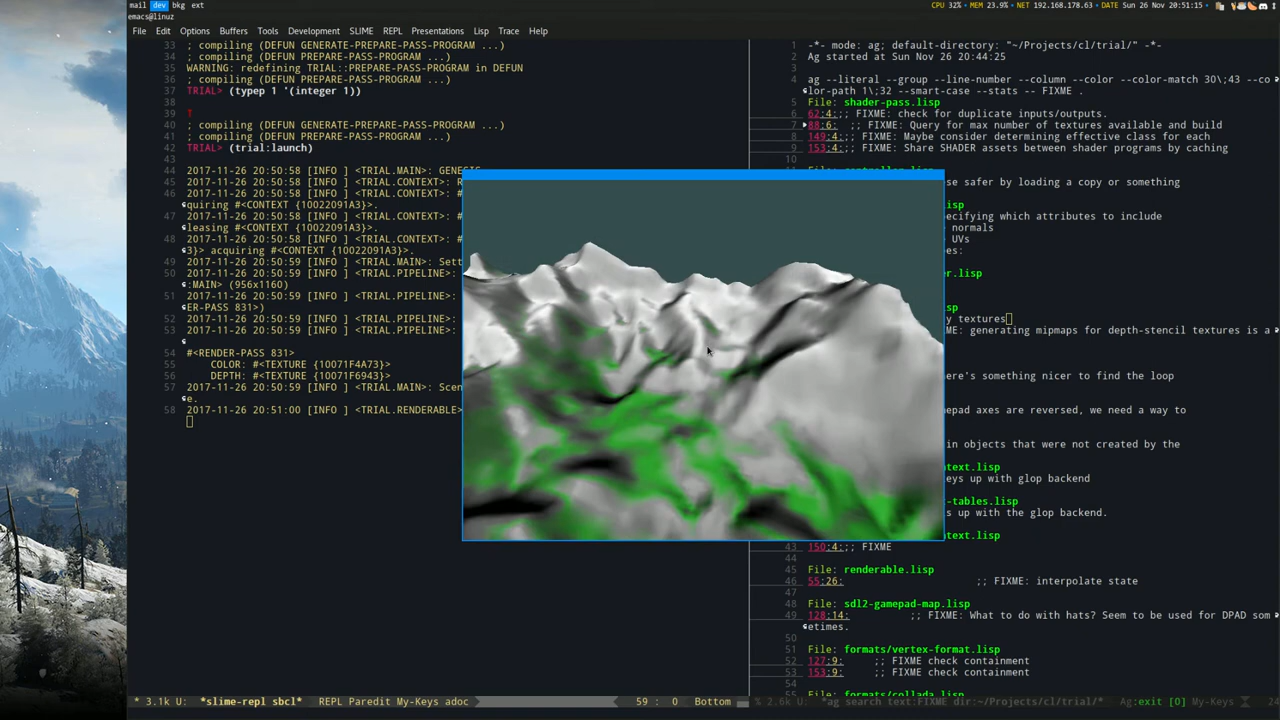 mail dev bkg ext
CPU 32% MEM 23.9% NET 192.168.178.63 DATE Sun 26 Nov 20:51:15
emacs@linuz
File Edit Options Buffers Tools Development SLIME REPL Presentations Lisp Trace Help
33 ; compiling (DEFUN GENERATE-PREPARE-PASS-PROGRAM ...)
34 ; compiling (DEFUN PREPARE-PASS-PROGRAM ...)
35 WARNING: redefining TRIAL::PREPARE-PASS-PROGRAM in DEFUN
36 ; compiling (DEFUN PREPARE-PASS-PROGRAM ...)
37 TRIAL> (typep 1 '(integer 1))
38
39 T
40 ; compiling (DEFUN PREPARE-PASS-PROGRAM ...)
41 ; compiling (DEFUN PREPARE-PASS-PROGRAM ...)
42 TRIAL> (trial:launch)
44 2017-11-26 20:50:58 [INFO ] <TRIAL.MAIN>: GENESIS
45 2017-11-26 20:50:58 [INFO ] <TRIAL.CONTEXT>: R
46 2017-11-26 20:50:58 [INFO ] <TRIAL.CONTEXT>: #
quiring #<CONTEXT {10022091A3}>.
47 2017-11-26 20:50:58 [INFO ] <TRIAL.CONTEXT>: #
leasing #<CONTEXT {10022091A3}>.
48 2017-11-26 20:50:58 [INFO ] <TRIAL.CONTEXT>: #
3}> acquiring #<CONTEXT {10022091A3}>.
49 2017-11-26 20:50:59 [INFO ] <TRIAL.MAIN>: Sett
50 2017-11-26 20:50:59 [INFO ] <TRIAL.PIPELINE>:
:MAIN> (956x1160)
51 2017-11-26 20:50:59 [INFO ] <TRIAL.PIPELINE>:
ER-PASS 831>)
52 2017-11-26 20:50:59 [INFO ] <TRIAL.PIPELINE>:
53 2017-11-26 20:50:59 [INFO ] <TRIAL.PIPELINE>:
54 #<RENDER-PASS 831>
55 COLOR: #<TEXTURE {10071F4A73}>
56 DEPTH: #<TEXTURE {10071F6943}>
57 2017-11-26 20:50:59 [INFO ] <TRIAL.MAIN>: Scen
e.
58 2017-11-26 20:51:00 [INFO ] <TRIAL.RENDERABLE>
* 3.1k U: *slime-repl sbcl* REPL Paredit My-Keys adoc 59 : 0 Bottom
1 -*- mode: ag; default-directory: "~/Projects/cl/trial/" -*-
2 Ag started at Sun Nov 26 20:44:25
4 ag --literal --group --line-number --column --color --color-match 30\;43 --co
lor-path 1\;32 --smart-case --stats -- FIXME .
5 File: shader-pass.lisp
6 62:4:;; FIXME: check for duplicate inputs/outputs.
7 88:6: ;; FIXME: Query for max number of textures available and build
8 149:4:;; FIXME: Maybe consider determining effective class for each
9 153:4:;; FIXME: Share SHADER assets between shader programs by caching
10
se safer by loading a copy or something
isp
ecifying which attributes to include
normals
UVs
es:
er.lisp
sp
y textures
ME: generating mipmaps for depth-stencil textures is a
ere's something nicer to find the loop
epad axes are reversed, we need a way to
in objects that were not created by the
text.lisp
eys up with glop backend
-tables.lisp
s up with the glop backend.
text.lisp
43 150:4:;; FIXME
44
45 File: renderable.lisp
46 55:26: ;; FIXME: interpolate state
47
48 File: sdl2-gamepad-map.lisp
49 128:14: ;; FIXME: What to do with hats? Seem to be used for DPAD som
etimes.
50
51 File: formats/vertex-format.lisp
52 127:9: ;; FIXME check containment
53 153:9: ;; FIXME check containment
54
55 File: formats/collada.lisp
% 2.6k U: *ag search text:FIXME dir:~/Projects/cl/trial/* Ag:exit [0] My-Keys